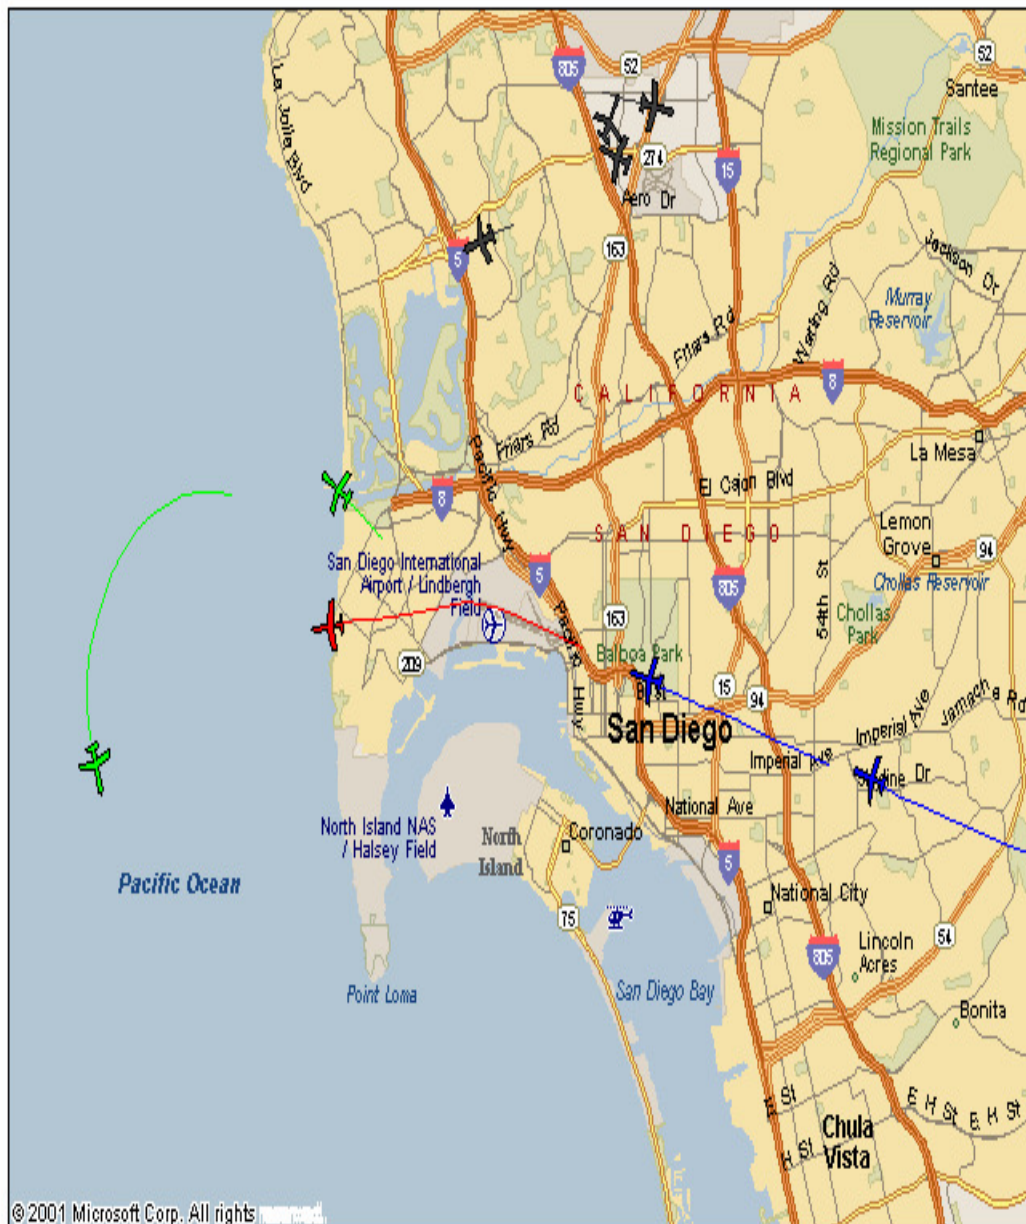 805
52
52
Santee
La Jolla Blvd
Mission Trails
Regional Park
274
15
Aero Dr
163
5
Jackson Dr
Murray
Reservoir
Waring Rd
Friars Rd
8
CALIFORNIA
Friars Rd
La Mesa
Pacific Hwy
El Cajon Blvd
8
SAN DIEGO
Lemon
Grove
94
San Diego International
Airport / Lindbergh
Field
5
805
54th St
Chollas Reservoir
Chollas
Park
163
Pacific Hwy
Balboa Park
209
15
94
San Diego
Imperial Ave
Imperial Ave
Jamacha Rd
Dr
National Ave
North Island NAS
/ Halsey Field
North
Island
Coronado
5
Pacific Ocean
National City
75
54
805
Lincoln
Acres
Point Loma
San Diego Bay
Bonita
E H St
E H St
H St
Chula
Vista
© 2001 Microsoft Corp. All rights